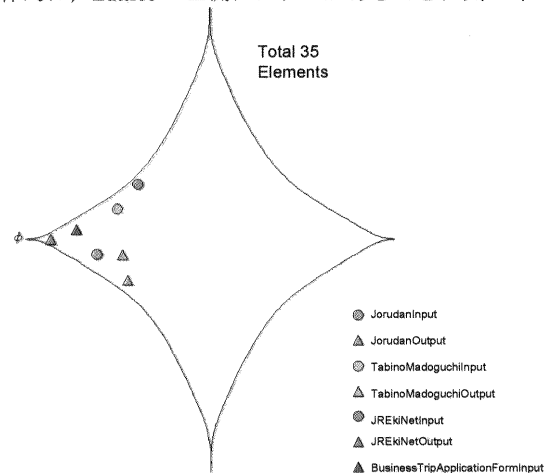 Total 35
Elements
φ
JorudanInput
JorudanOutput
TabinoMadoguchiInput
TabinoMadoguchiOutput
JREkiNetInput
JREkiNetOutput
BusinessTripApplicationFormInput